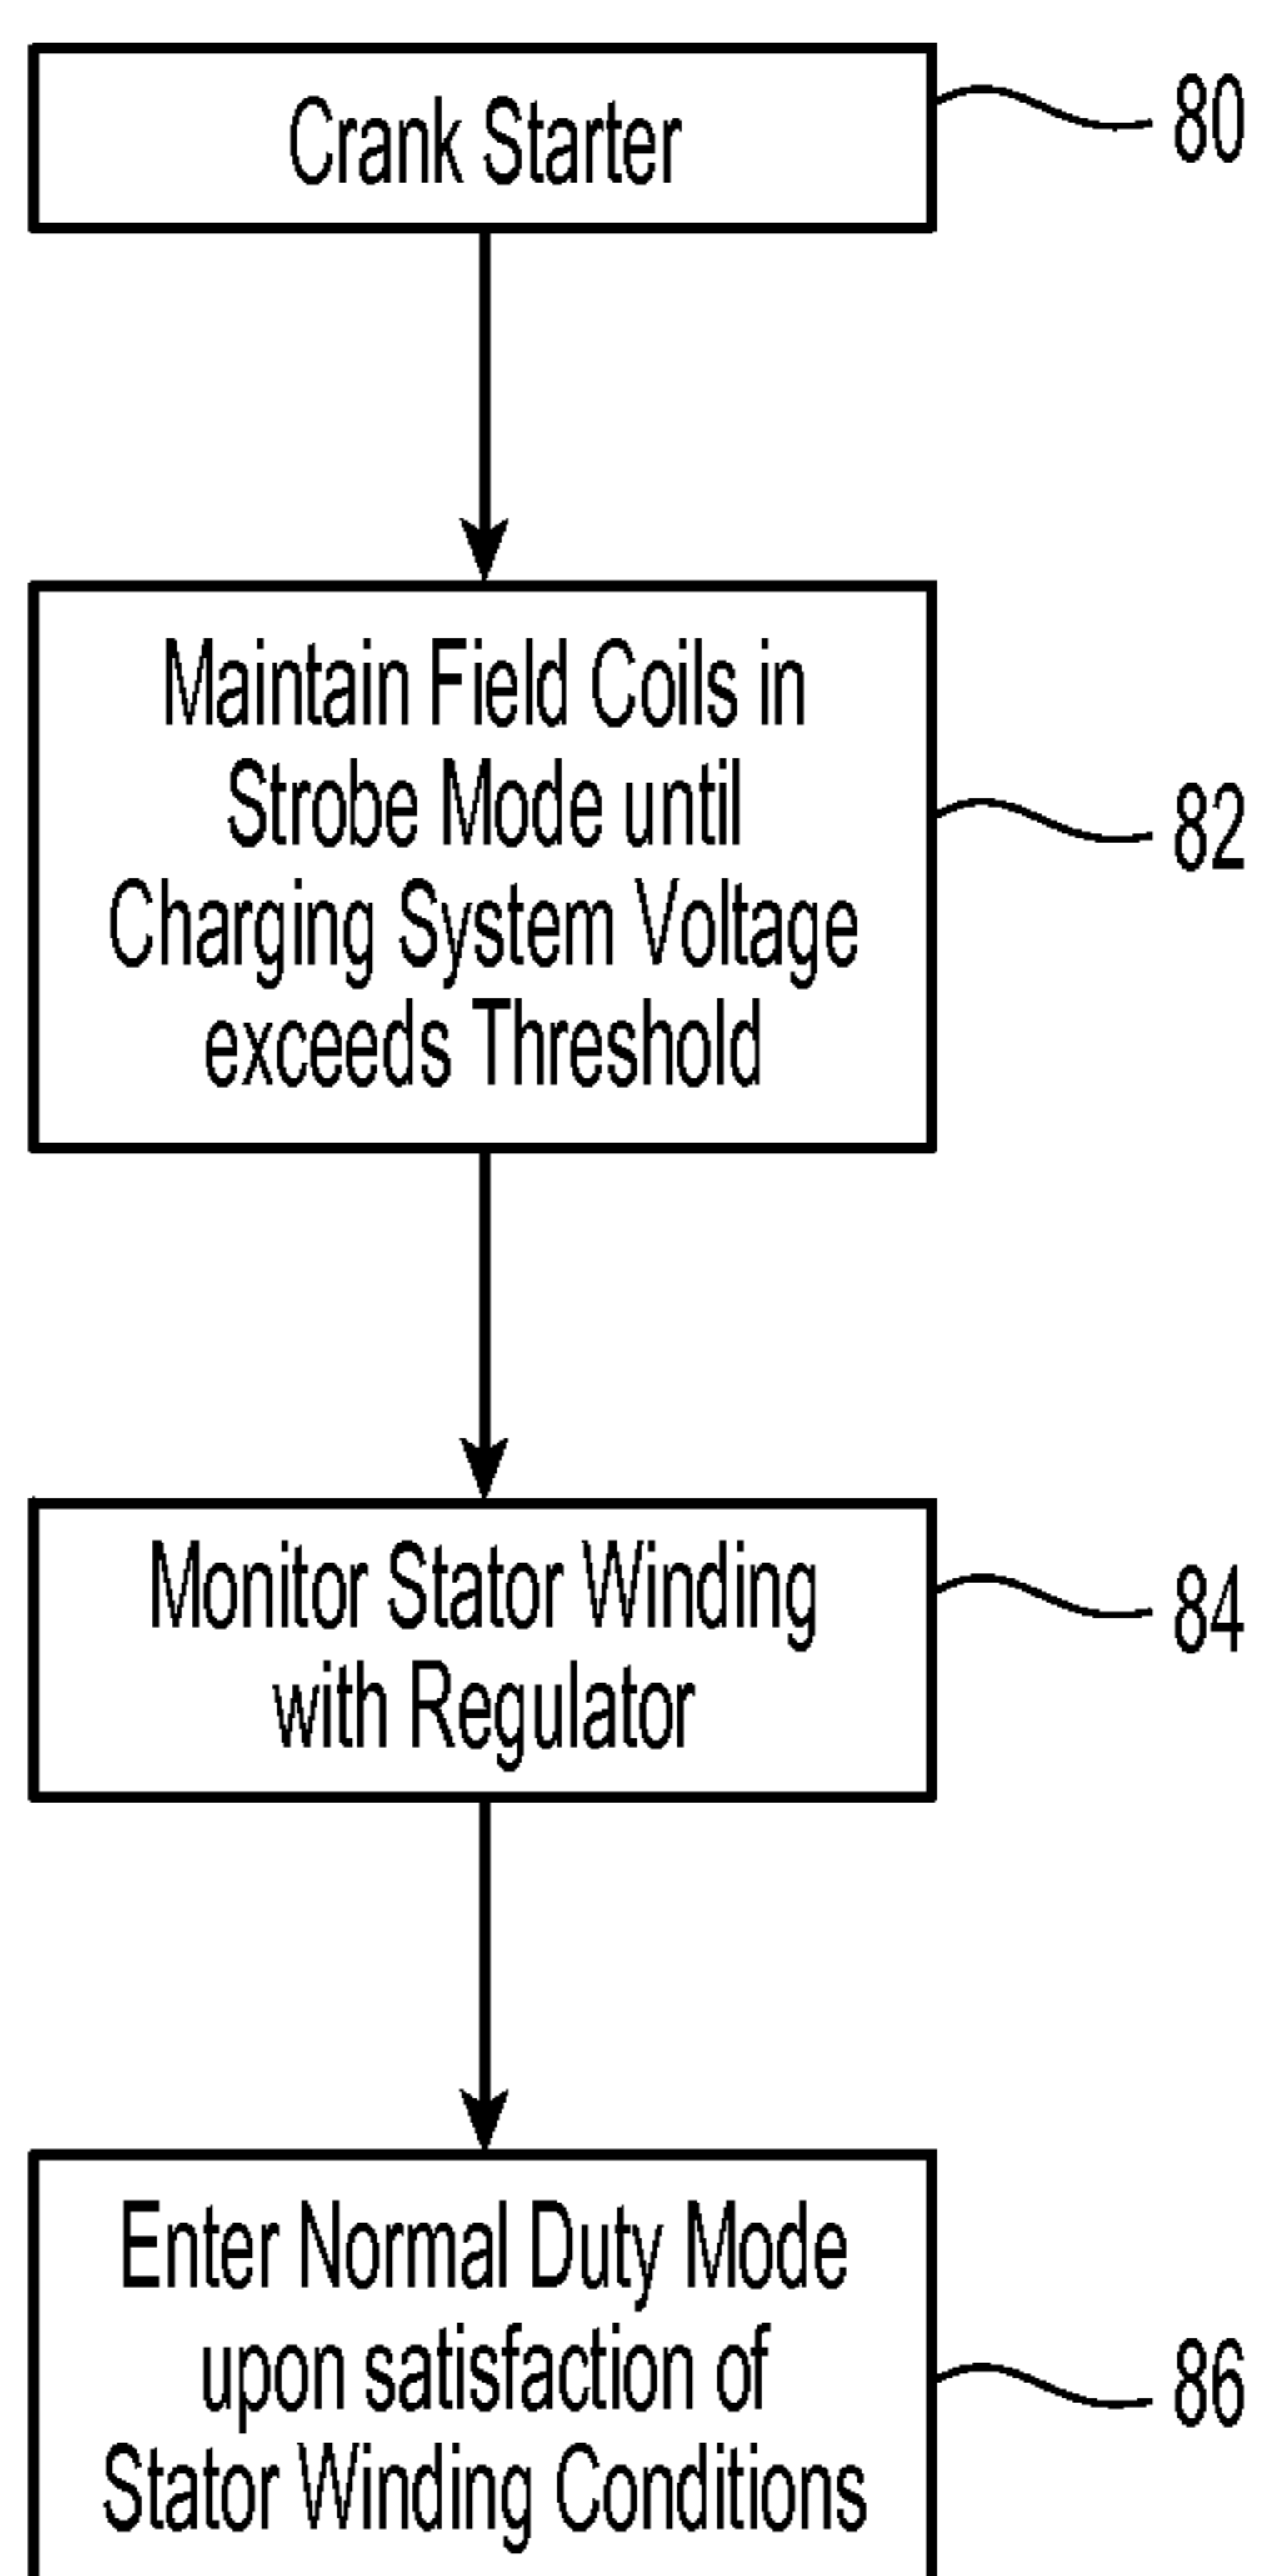 Crank Starter
80
Maintain Field Coils in
Strobe Mode until
Charging System Voltage
exceeds Threshold
82
Monitor Stator Winding
with Regulator
84
Enter Normal Duty Mode
upon satisfaction of
Stator Winding Conditions
86